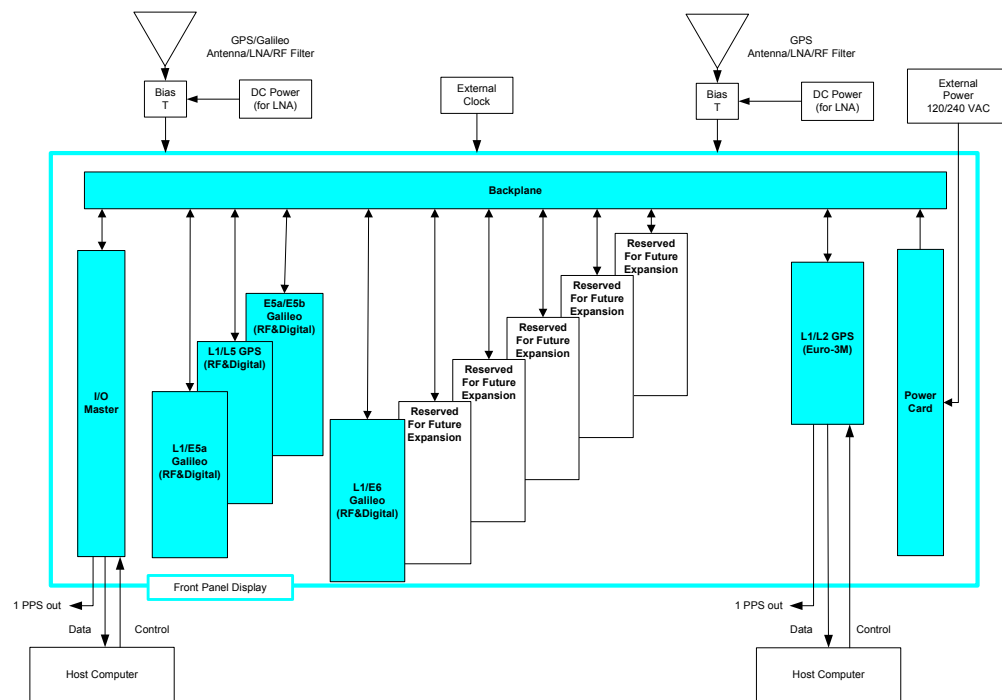 GPS/Galileo
Antenna/LNA/RF Filter
GPS
Antenna/LNA/RF Filter
Bias
T
DC Power
(for LNA)
External
Clock
Bias
T
DC Power
(for LNA)
External
Power
120/240 VAC
Backplane
I/O
Master
L1/E5a
Galileo
(RF&Digital)
L1/L5 GPS
(RF&Digital)
E5a/E5b
Galileo
(RF&Digital)
L1/E6
Galileo
(RF&Digital)
Reserved
For Future
Expansion
Reserved
For Future
Expansion
Reserved
For Future
Expansion
Reserved
For Future
Expansion
Reserved
For Future
Expansion
L1/L2 GPS
(Euro-3M)
Power
Card
Front Panel Display
1 PPS out
Data
Control
Host Computer
1 PPS out
Data
Control
Host Computer